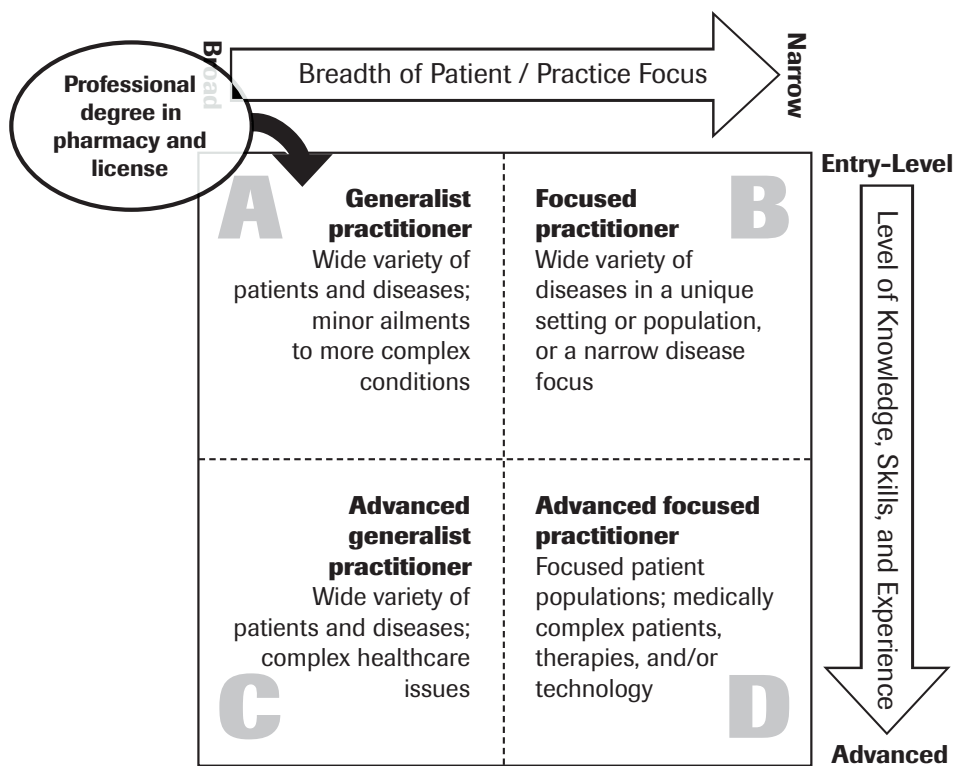 Broad
Breadth of Patient / Practice Focus
Narrow
Professional
degree in
pharmacy and
license
Entry-Level
A
Generalist
practitioner
Wide variety of
patients and diseases;
minor ailments
to more complex
conditions
B
Focused
practitioner
Wide variety of
diseases in a unique
setting or population,
or a narrow disease
focus
Level of Knowledge, Skills, and Experience
C
Advanced
generalist
practitioner
Wide variety of
patients and diseases;
complex healthcare
issues
D
Advanced focused
practitioner
Focused patient
populations; medically
complex patients,
therapies, and/or
technology
Advanced